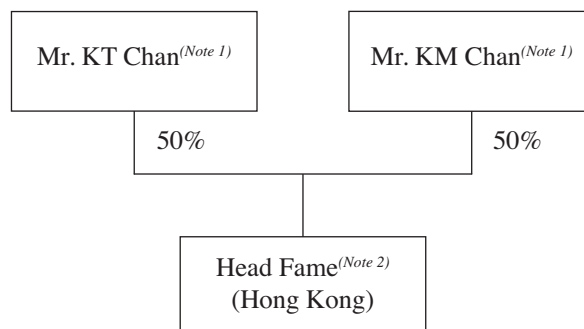 Mr. KT Chan(Note 1)
Mr. KM Chan(Note 1)
50%
50%
Head Fame(Note 2)
(Hong Kong)